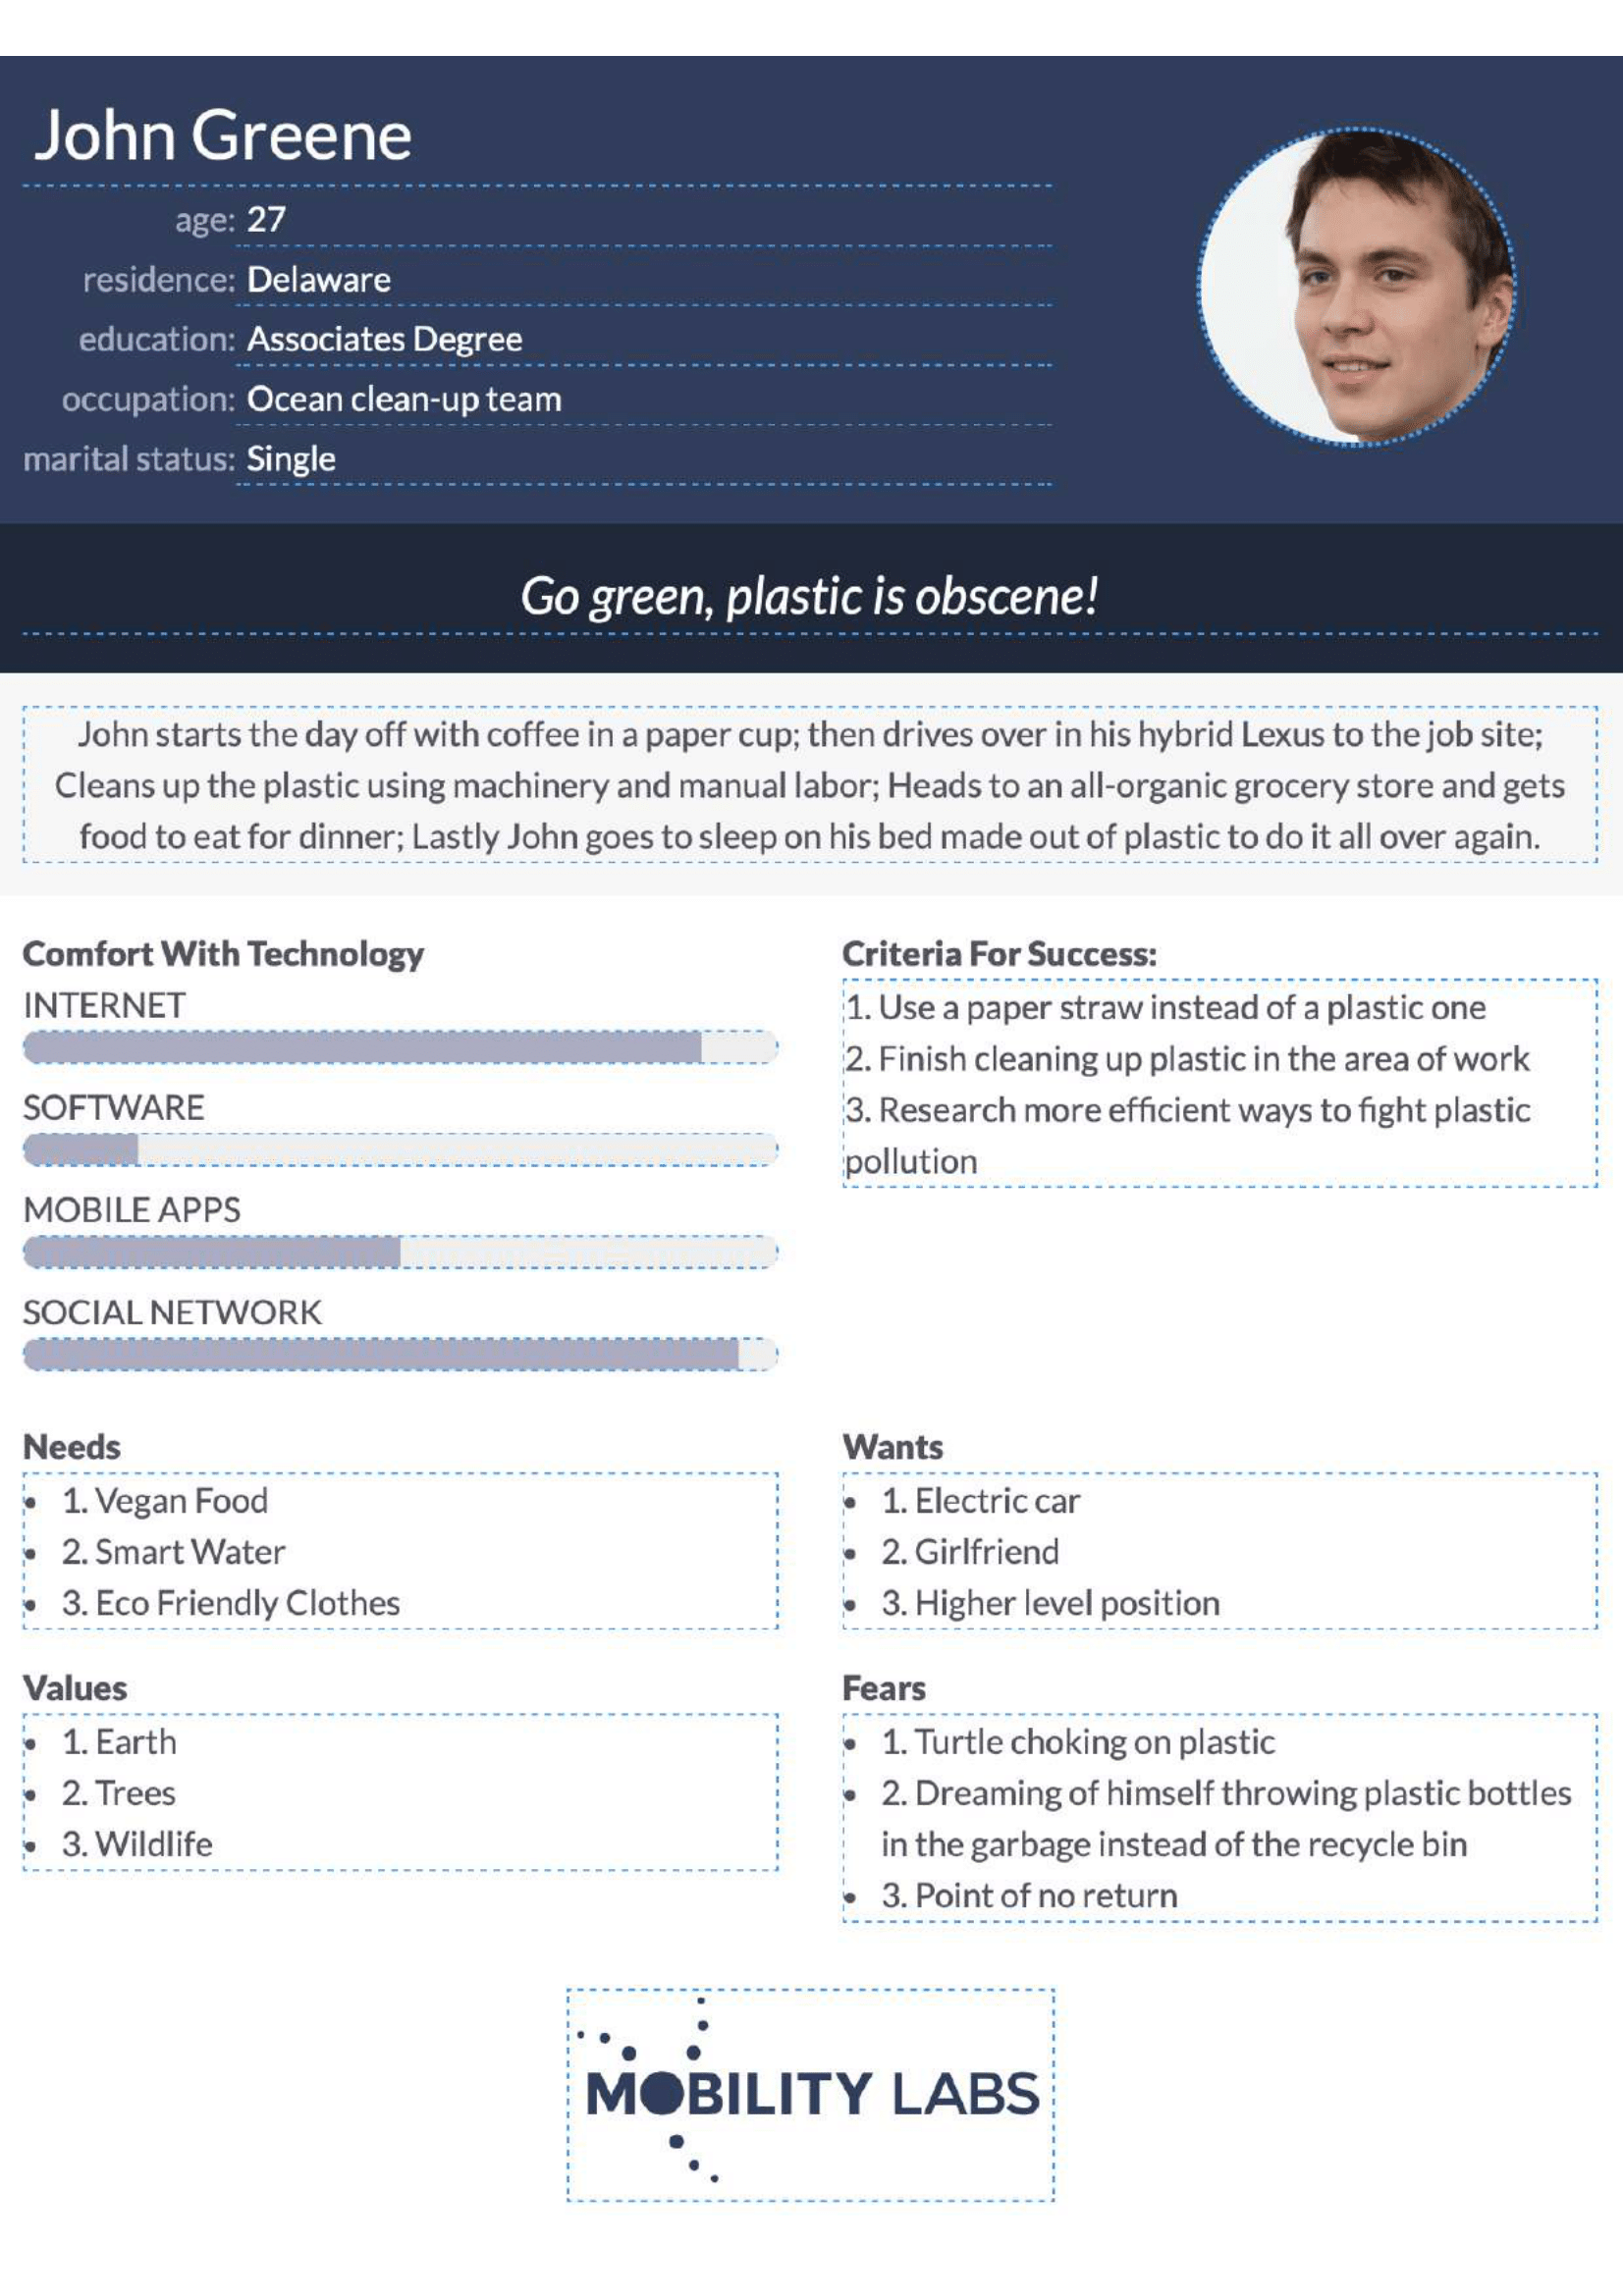 John Greene
age: 27
residence: Delaware
education: Associates Degree
occupation: Ocean clean-up team
marital status: Single
Go green, plastic is obscene!
John starts the day off with coffee in a paper cup; then drives over in his hybrid Lexus to the job site;
Cleans up the plastic using machinery and manual labor; Heads to an all-organic grocery store and gets
food to eat for dinner; Lastly John goes to sleep on his bed made out of plastic to do it all over again.
Comfort With Technology
INTERNET
SOFTWARE
MOBILE APPS
SOCIAL NETWORK
Criteria For Success:
1. Use a paper straw instead of a plastic one
2. Finish cleaning up plastic in the area of work
3. Research more efficient ways to fight plastic
pollution
Needs
• 1. Vegan Food
• 2. Smart Water
• 3. Eco Friendly Clothes
Wants
• 1. Electric car
• 2. Girlfriend
• 3. Higher level position
Values
• 1. Earth
• 2. Trees
• 3. Wildlife
Fears
• 1. Turtle choking on plastic
• 2. Dreaming of himself throwing plastic bottles
in the garbage instead of the recycle bin
• 3. Point of no return
MOBILITY LABS